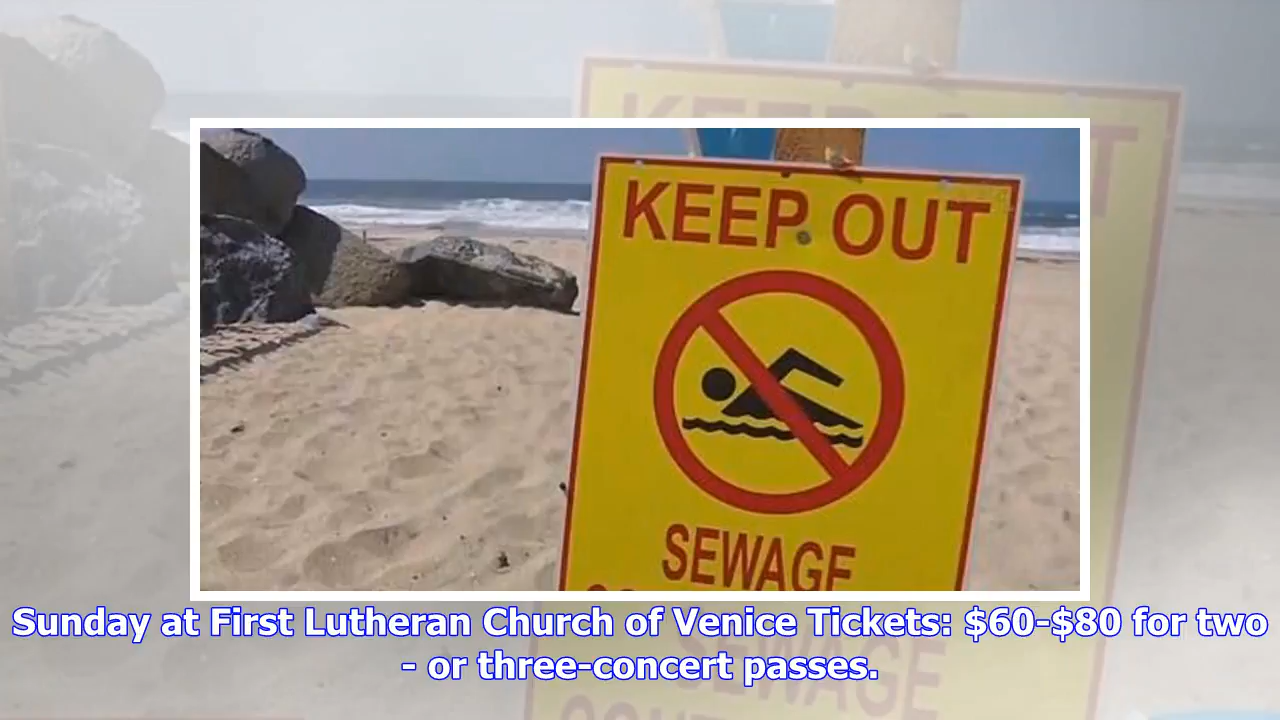 KEEP OUT
SEWAGE
Sunday at First Lutheran Church of Venice Tickets: $60-$80 for two
- or three-concert passes.